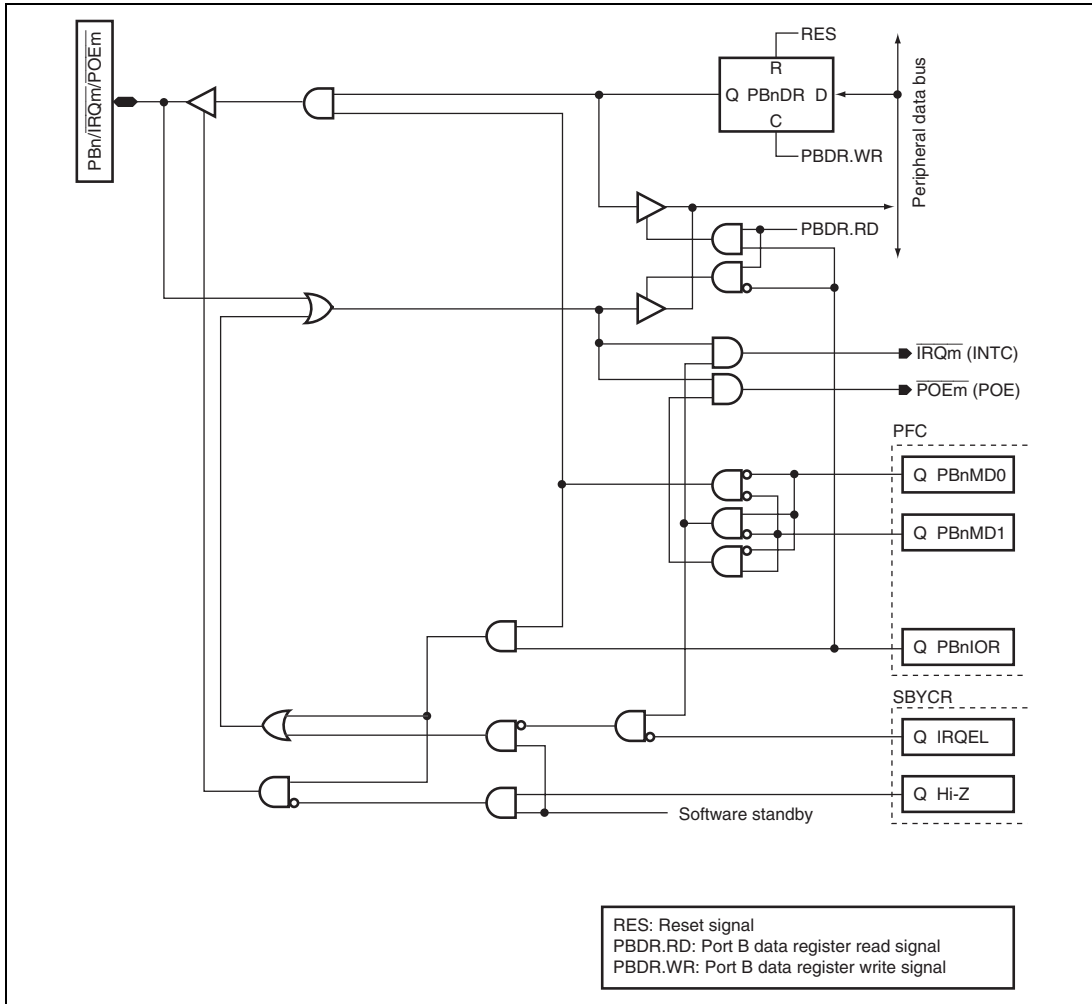 PBn/IRQm/POEm
RES
R
Q PBnDR D
C
PBDR.WR
Peripheral data bus
PBDR.RD
IRQm (INTC)
POEm (POE)
PFC
Q PBnMD0
Q PBnMD1
Q PBnIOR
SBYCR
Q IRQEL
Q Hi-Z
Software standby
RES: Reset signal
PBDR.RD: Port B data register read signal
PBDR.WR: Port B data register write signal